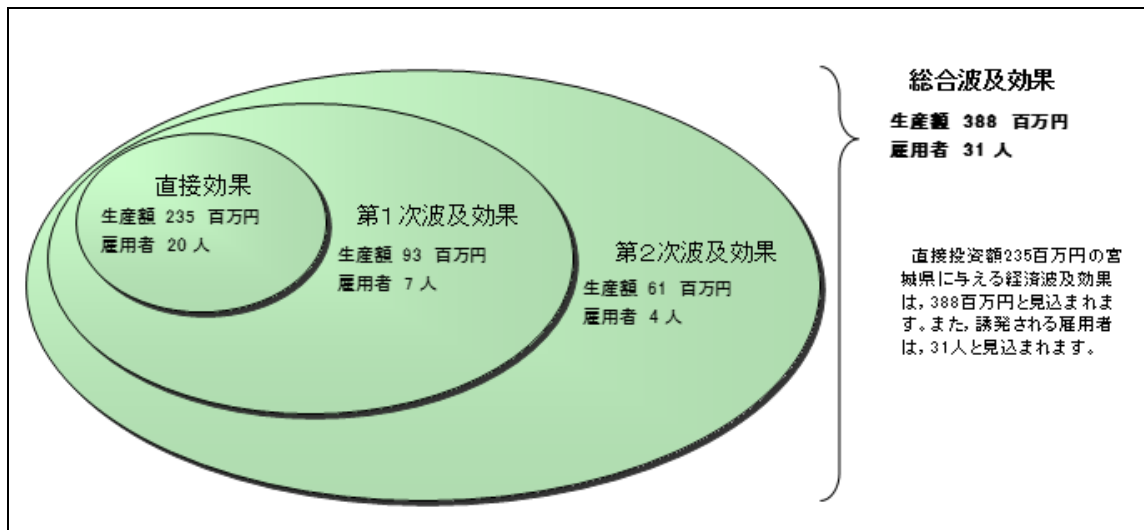 直接効果
生産額 235 百万円
雇用者 20 人
第1次波及効果
生産額 93 百万円
雇用者 7 人
第2次波及効果
生産額 61 百万円
雇用者 4 人
総合波及効果
生産額 388 百万円
雇用者 31 人
直接投資額235百万円の宮
城県に与える経済波及効果
は,388百万円と見込まれま
す。また,誘発される雇用者
は,31人と見込まれます。